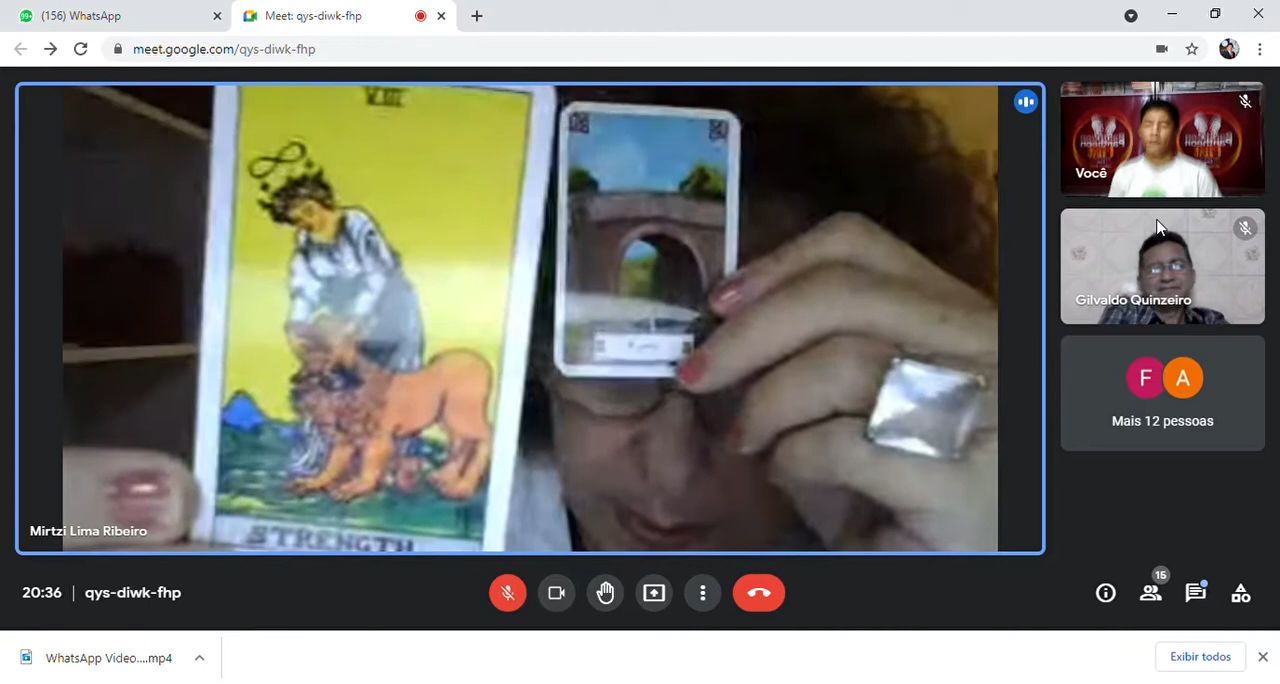 (156) WhatsApp
Meet: qys-diwk-fhp
meet.google.com/qys-diwk-fhp
VIII
STRENGTH
Mirtzi Lima Ribeiro
Você
Gilvaldo Quinzeiro
F A
Mais 12 pessoas
20:36 | qys-diwk-fhp
15
WhatsApp Video....mp4
Exibir todos